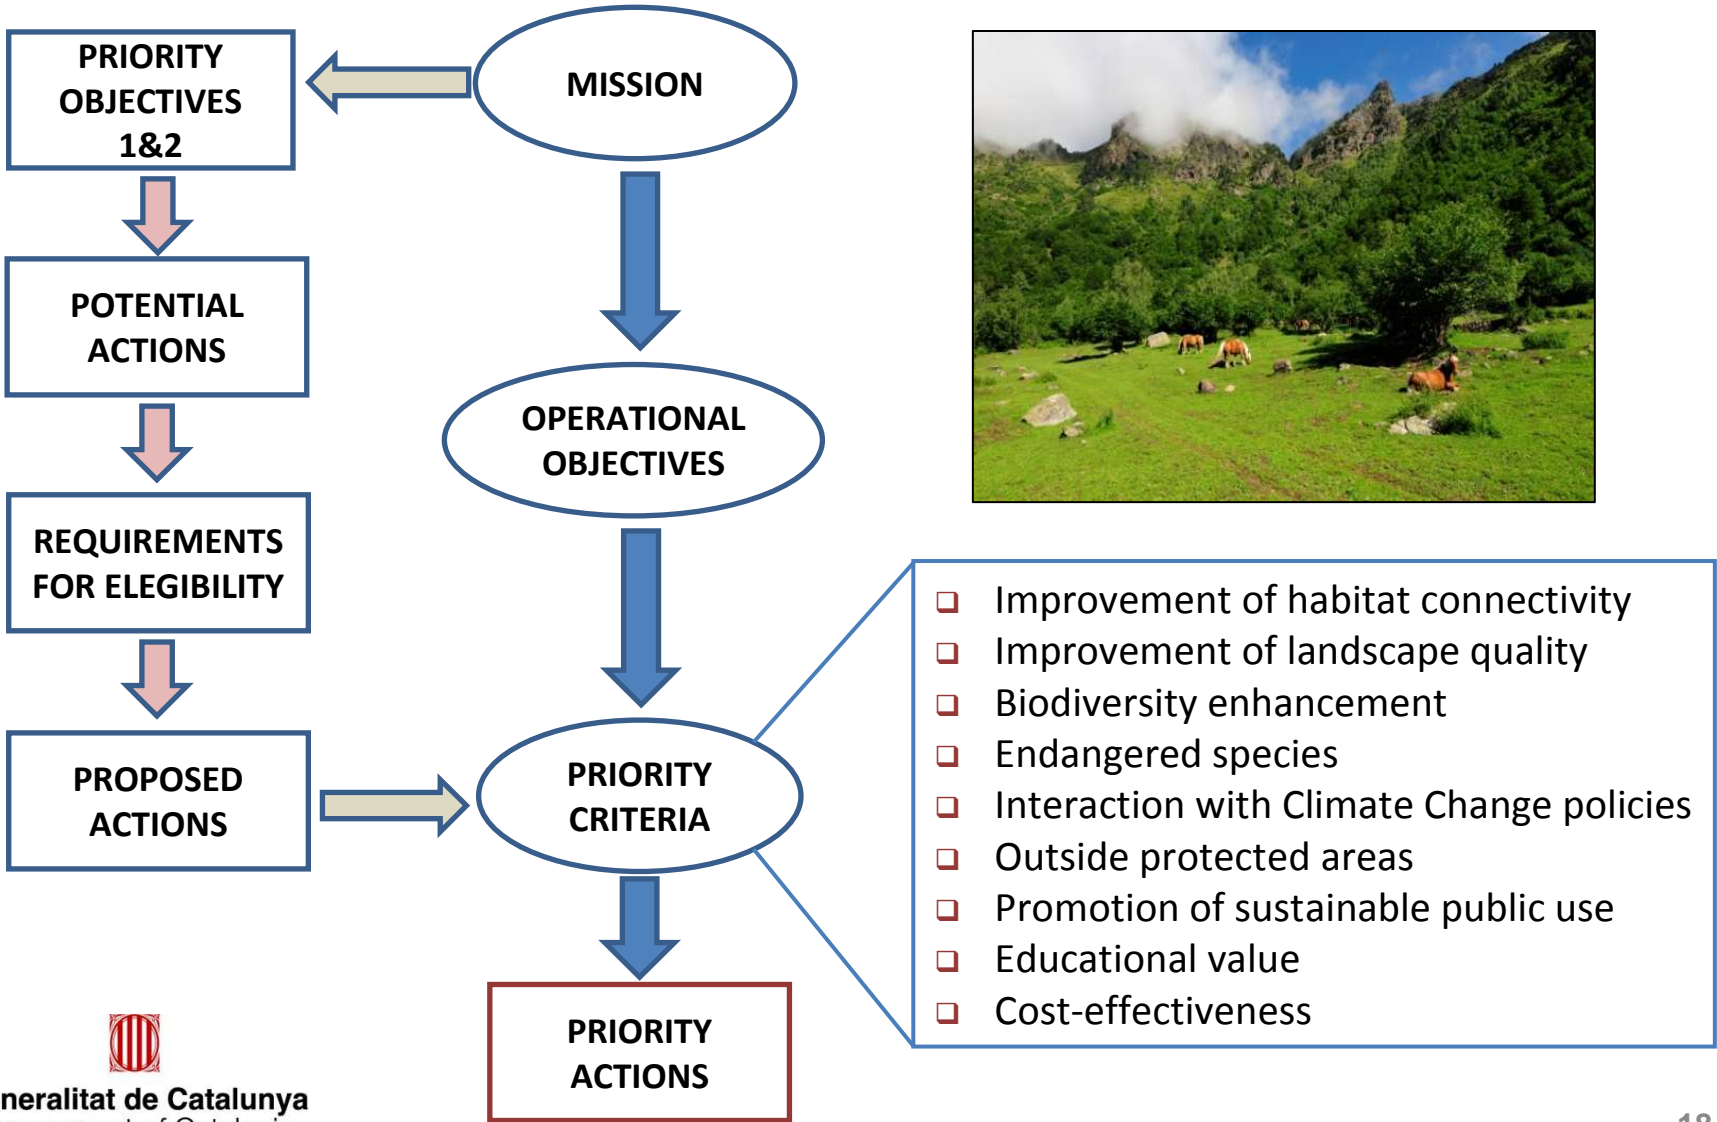 PRIORITY
OBJECTIVES
1&2
MISSION
POTENTIAL
ACTIONS
OPERATIONAL
OBJECTIVES
REQUIREMENTS
FOR ELEGIBILITY
PROPOSED
ACTIONS
PRIORITY
CRITERIA
Improvement of habitat connectivity
Improvement of landscape quality
Biodiversity enhancement
Endangered species
Interaction with Climate Change policies
Outside protected areas
Promotion of sustainable public use
Educational value
Cost-effectiveness
PRIORITY
ACTIONS
neralitat de Catalunya